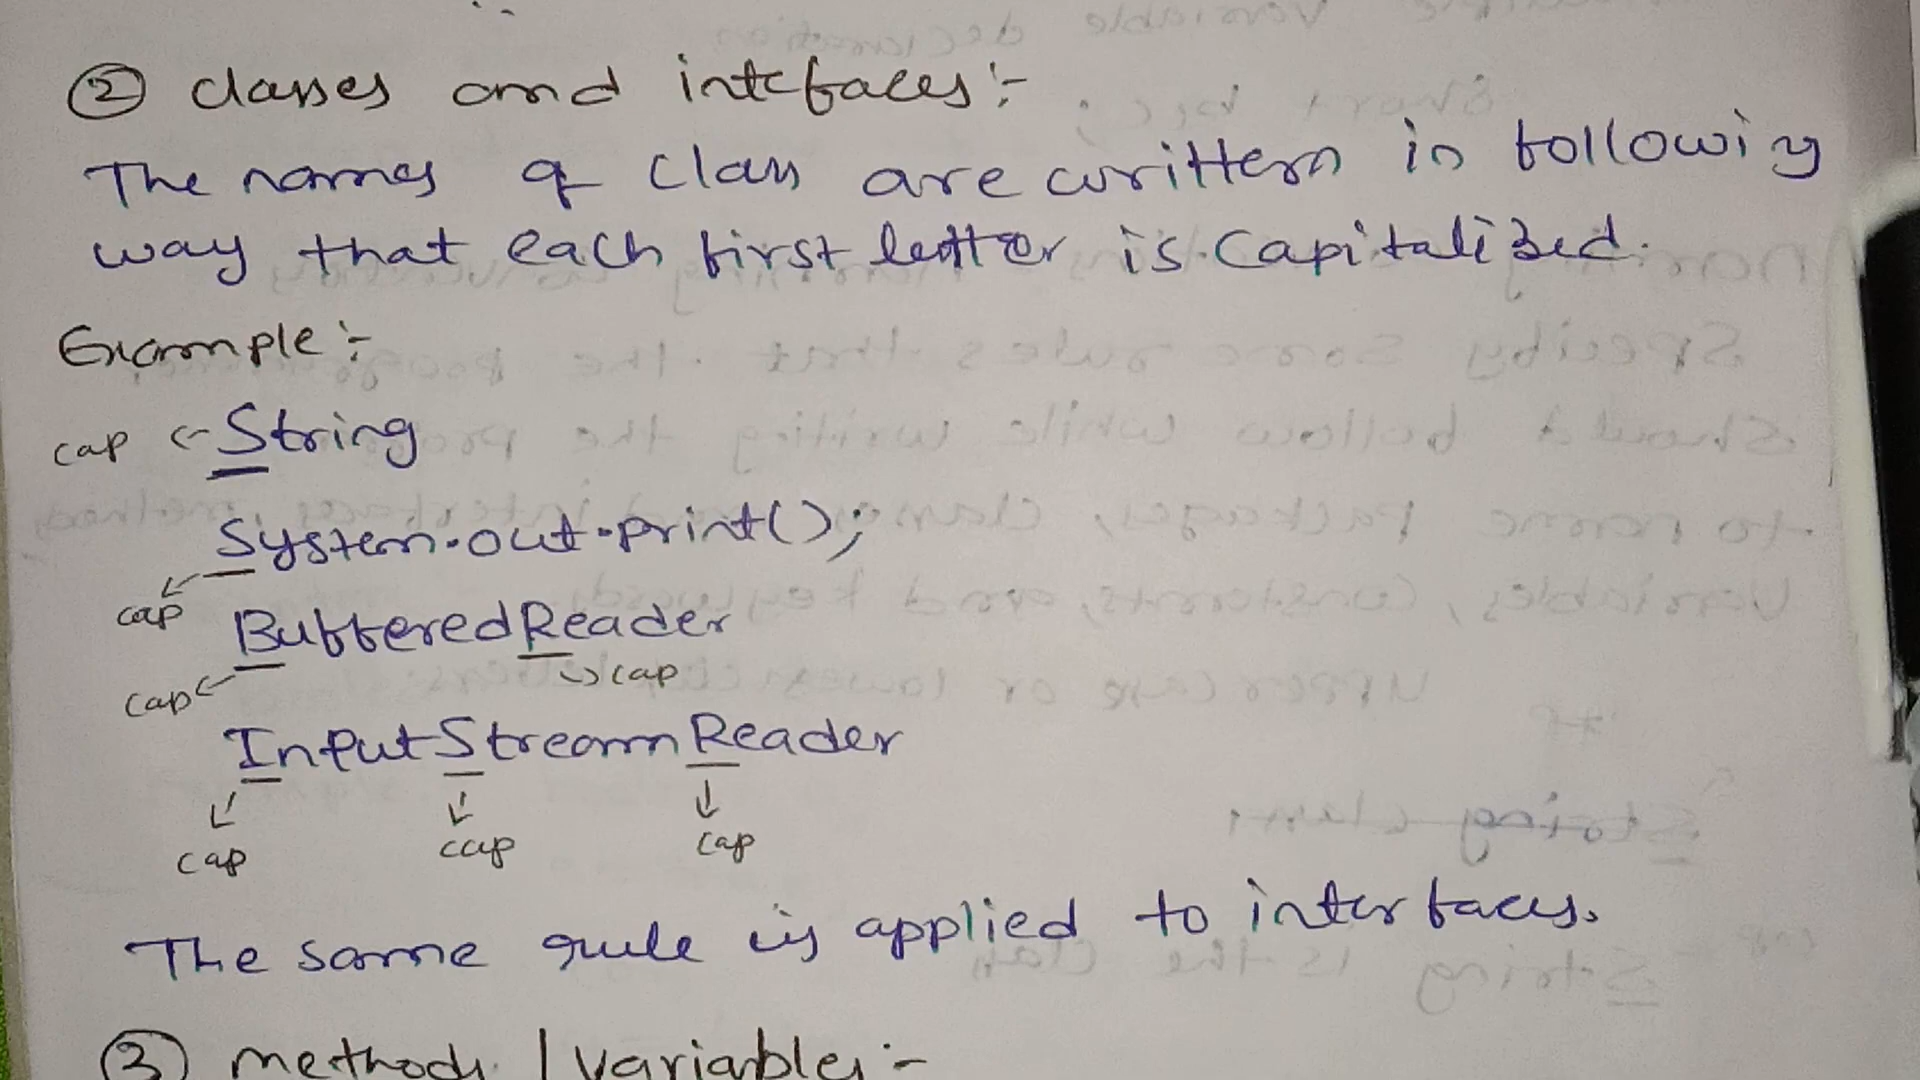 ② classes and intefaces:-
The names of class are written in following
way that each first letter is Capitalized.
Example:-
cap ← String
System.out.print();
cap
BufferedReader
cap cap
InputStreamReader
cap cap cap
The same rule is applied to interfaces.
③ methods / variables:-